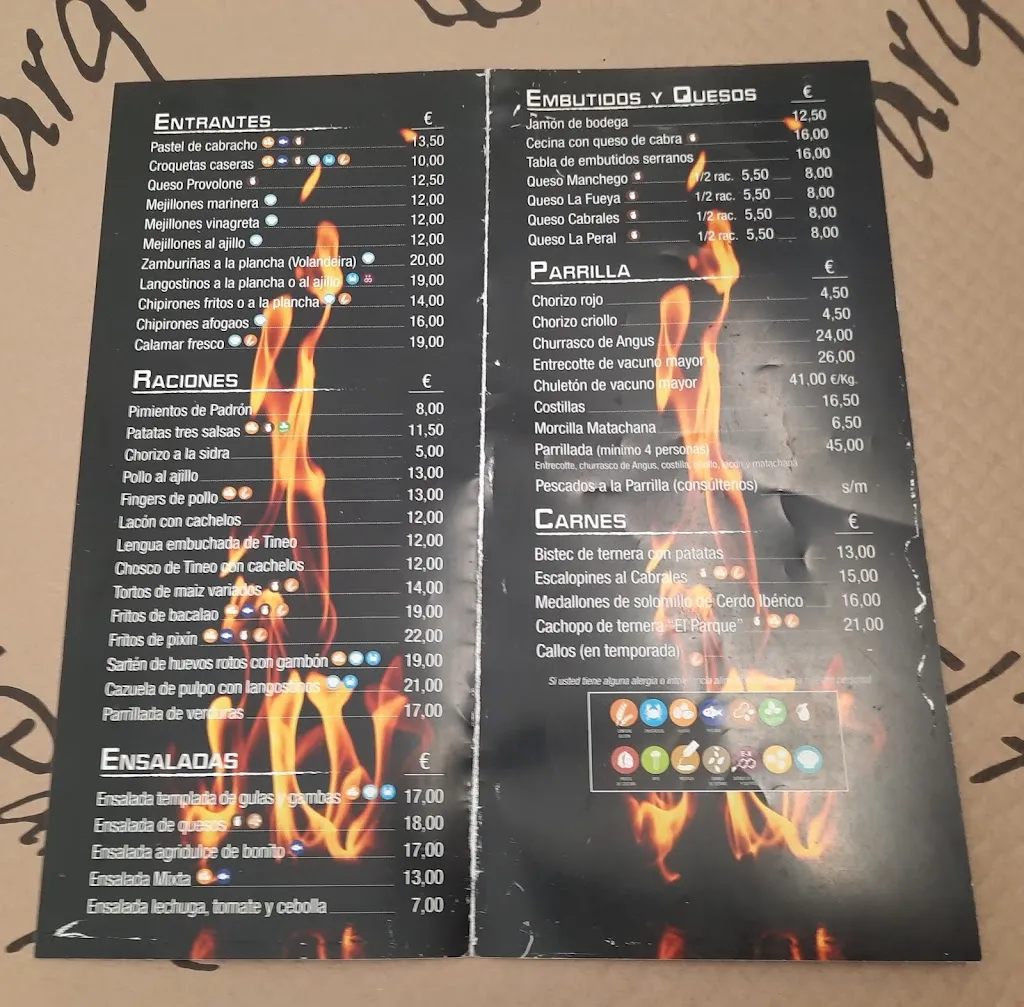 ENTRANTES €
Pastel de cabracho 13,50
Croquetas caseras 10,00
Queso Provolone 12,50
Mejillones marinera 12,00
Mejillones vinagreta 12,00
Mejillones al ajillo 12,00
Zamburiñas a la plancha (Volandeira) 20,00
Langostinos a la plancha o al ajillo 19,00
Chipirones fritos o a la plancha 14,00
Chipirones afogaos 16,00
Calamar fresco 19,00
RACIONES €
Pimientos de Padrón 8,00
Patatas tres salsas 11,50
Chorizo a la sidra 5,00
Pollo al ajillo 13,00
Fingers de pollo 13,00
Lacón con cachelos 12,00
Lengua embuchada de Tineo 12,00
Chosco de Tineo con cachelos 12,00
Tortos de maiz variados 14,00
Fritos de bacalao 19,00
Fritos de pixín 22,00
Sartén de huevos rotos con gambón 19,00
Cazuela de pulpo con langostinos 21,00
Parrillada de verduras 17,00
ENSALADAS €
Ensalada templada de gulas y gambas 17,00
Ensalada de quesos 18,00
Ensalada agridulce de bonito 17,00
Ensalada Mixta 13,00
Ensalada lechuga, tomate y cebolla 7,00
EMBUTIDOS Y QUESOS €
Jamón de bodega 12,50
Cecina con queso de cabra 16,00
Tabla de embutidos serranos 16,00
Queso Manchego 1/2 rac. 5,50 8,00
Queso La Fueya 1/2 rac. 5,50 8,00
Queso Cabrales 1/2 rac. 5,50 8,00
Queso La Peral 1/2 rac. 5,50 8,00
PARRILLA €
Chorizo rojo 4,50
Chorizo criollo 4,50
Churrasco de Angus 24,00
Entrecotte de vacuno mayor 26,00
Chuletón de vacuno mayor 41,00 €/Kg.
Costillas 16,50
Morcilla Matachana 6,50
Parrillada (mínimo 4 personas) 45,00
Entrecotte, churrasco de Angus, costilla, criollo, lacón y matachana
Pescados a la Parrilla (consúltenos) s/m
CARNES €
Bistec de ternera con patatas 13,00
Escalopines al Cabrales 15,00
Medallones de solomillo de Cerdo Ibérico 16,00
Cachopo de ternera "El Parque" 21,00
Callos (en temporada)
Si usted tiene alguna alergia o intolerancia